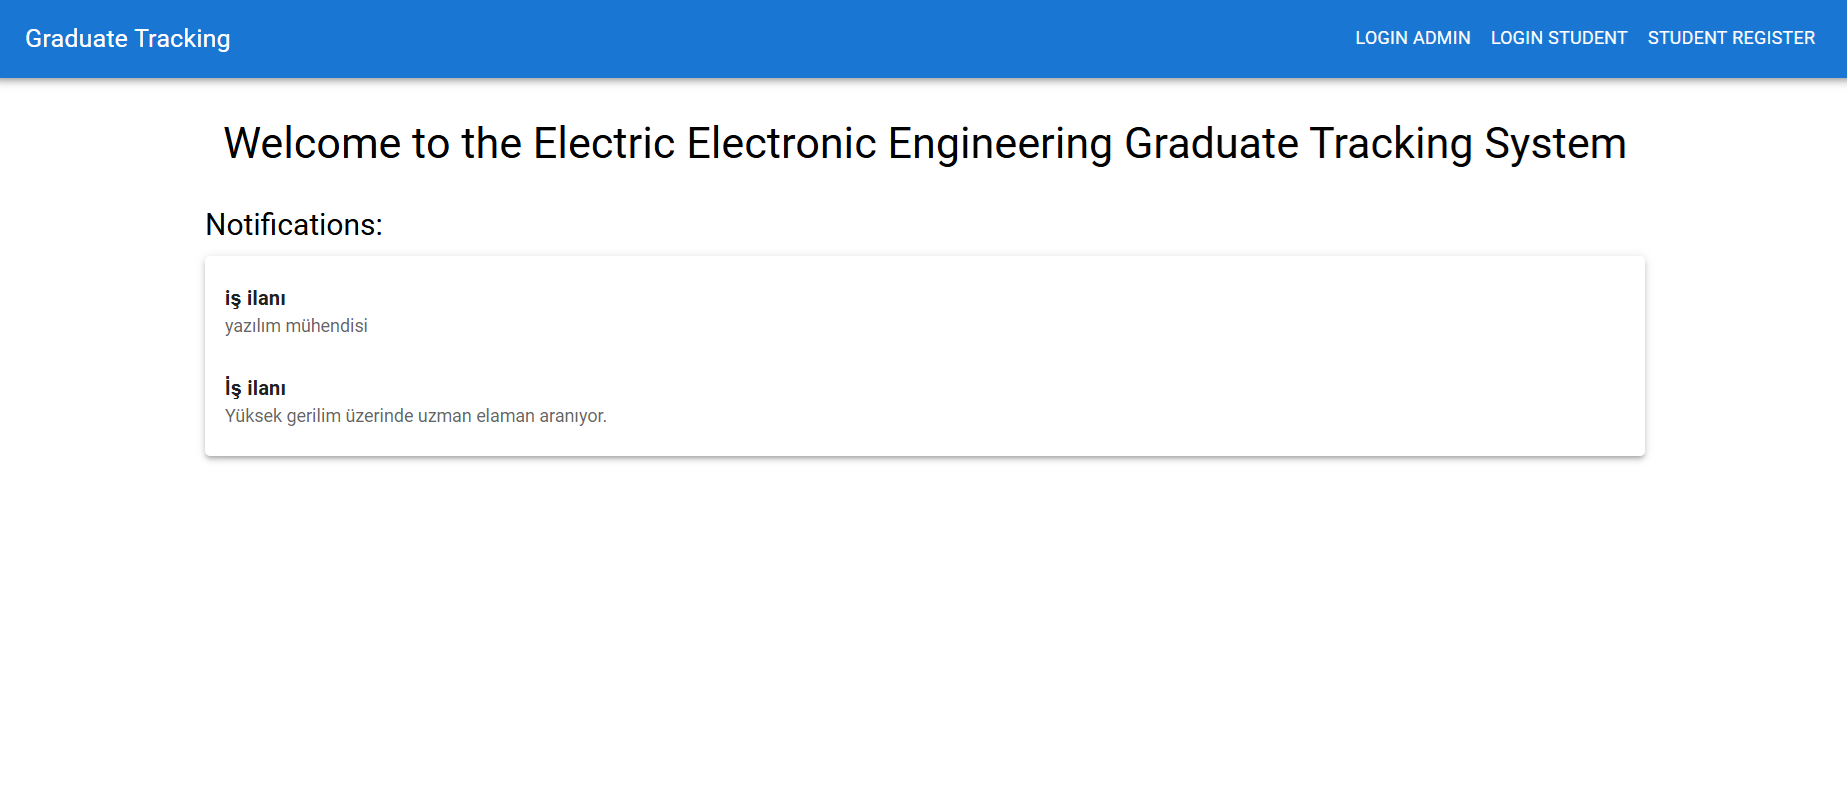 Graduate Tracking
LOGIN ADMIN LOGIN STUDENT STUDENT REGISTER
Welcome to the Electric Electronic Engineering Graduate Tracking System
Notifications:
iş ilanı
yazılım mühendisi
İş ilanı
Yüksek gerilim üzerinde uzman elaman aranıyor.